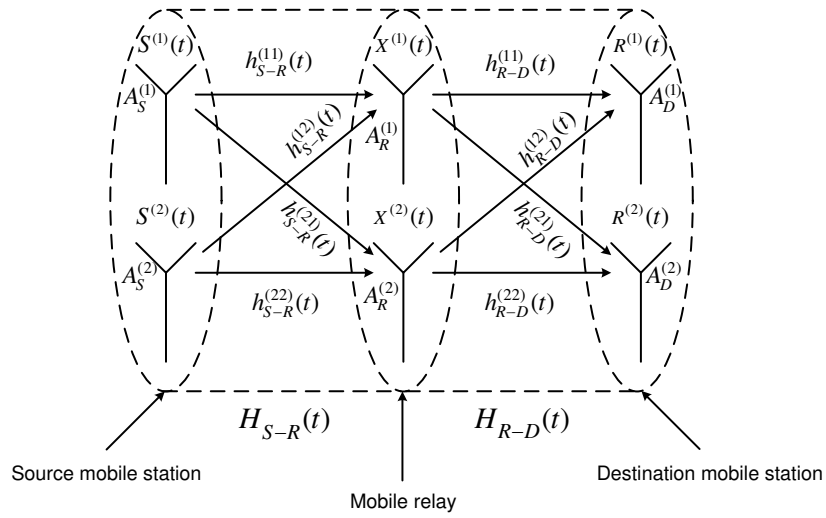 S^{(1)}(t)
X^{(1)}(t)
R^{(1)}(t)
h_{S-R}^{(11)}(t)
h_{R-D}^{(11)}(t)
A_S^{(1)}
A_R^{(1)}
A_D^{(1)}
h_{S-R}^{(12)}(t)
h_{R-D}^{(12)}(t)
S^{(2)}(t)
h_{S-R}^{(21)}(t)
X^{(2)}(t)
h_{R-D}^{(21)}(t)
R^{(2)}(t)
A_S^{(2)}
A_R^{(2)}
A_D^{(2)}
h_{S-R}^{(22)}(t)
h_{R-D}^{(22)}(t)
H_{S-R}(t)
H_{R-D}(t)
Source mobile station
Mobile relay
Destination mobile station